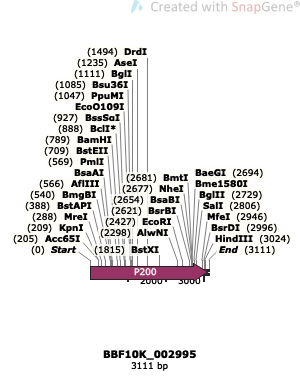 Created with SnapGene®
(1494) DrdI
(1235) AseI
(1111) BglI
(1085) Bsu36I
(1047) PpuMI
EcoO109I
(927) BssSαI
(888) BclI*
(789) BamHI
(709) BstEII
(569) PmlI
BsaAI
(566) AflIII
(540) BmgBI
(388) BstAPI
(288) MreI
(209) KpnI
(205) Acc65I
(0) Start
(2681) BmtI
(2677) NheI
(2654) BsaBI
(2621) BsrBI
(2427) EcoRI
(2298) AlwNI
(1815) BstXI
BaeGI (2694)
Bme1580I
BglII (2729)
SalI (2806)
MfeI (2946)
BsrDI (2996)
HindIII (3024)
End (3111)
P200
2000
3000
BBF10K_002995
3111 bp